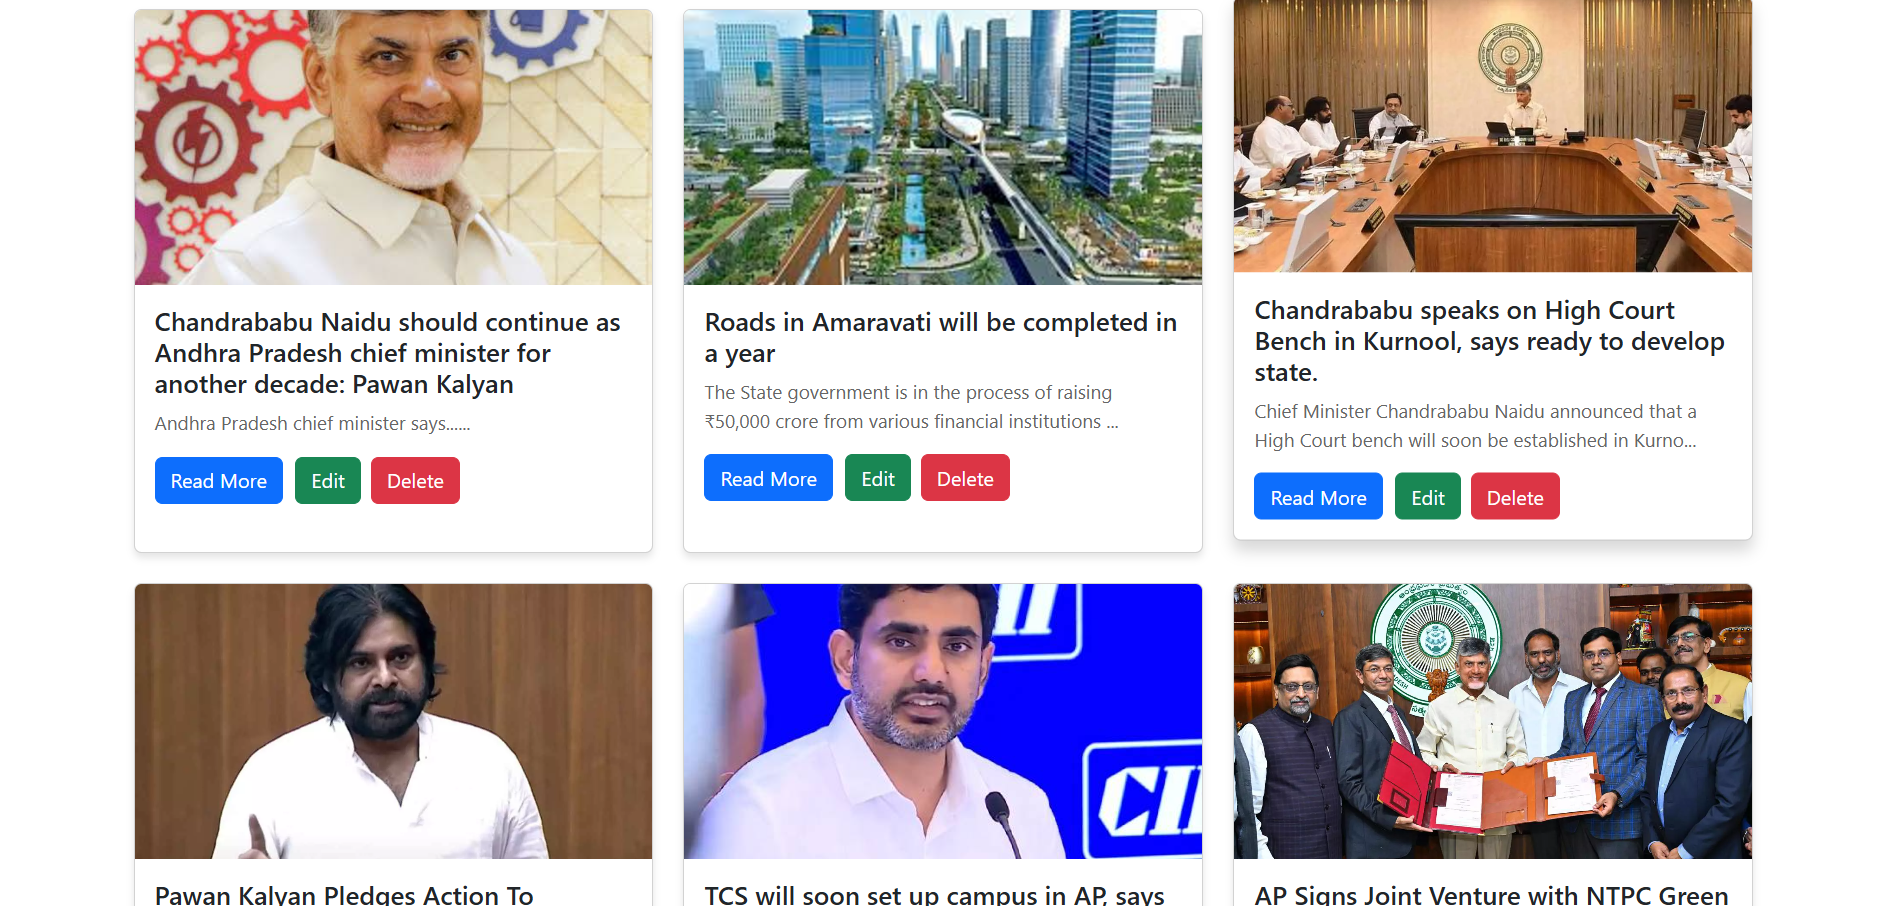 Chandrababu Naidu should continue as
Andhra Pradesh chief minister for
another decade: Pawan Kalyan
Andhra Pradesh chief minister says......
Read More
Edit
Delete
Roads in Amaravati will be completed in
a year
The State government is in the process of raising
₹50,000 crore from various financial institutions ...
Read More
Edit
Delete
Chandrababu speaks on High Court
Bench in Kurnool, says ready to develop
state.
Chief Minister Chandrababu Naidu announced that a
High Court bench will soon be established in Kurno...
Read More
Edit
Delete
Pawan Kalyan Pledges Action To
CII
TCS will soon set up campus in AP, says
AP Signs Joint Venture with NTPC Green